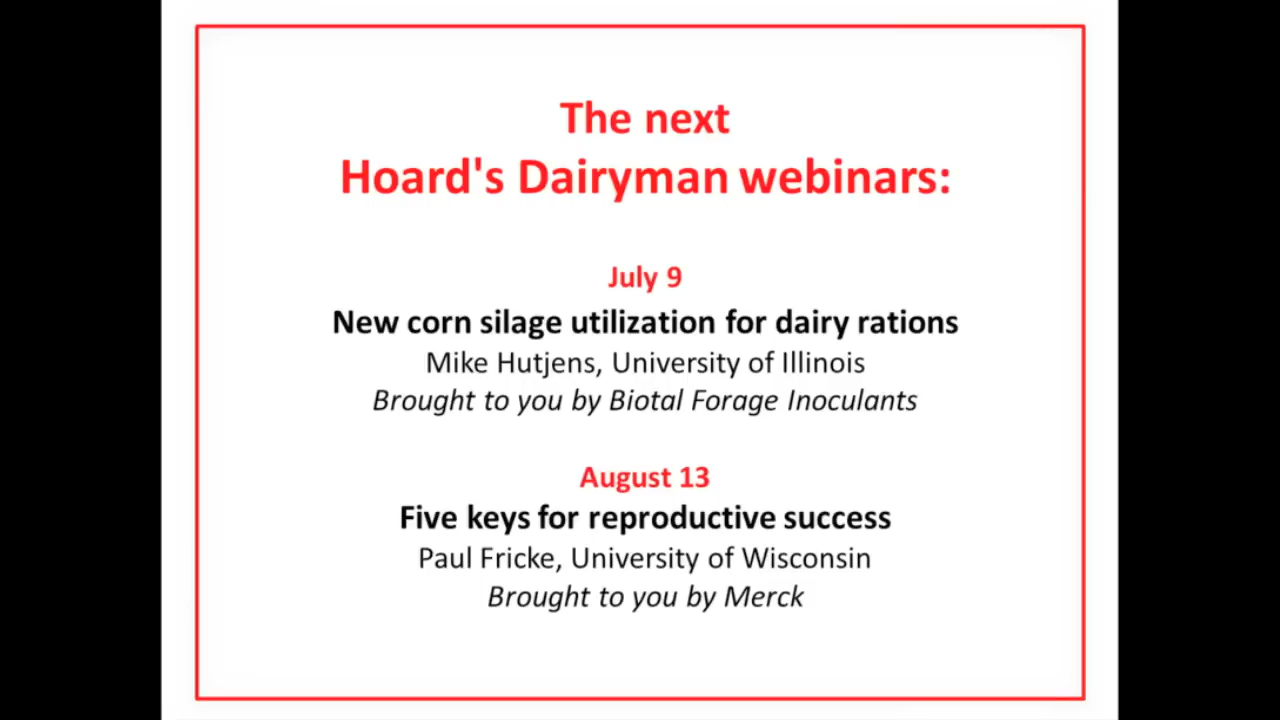 The next
Hoard's Dairyman webinars:
July 9
New corn silage utilization for dairy rations
Mike Hutjens, University of Illinois
Brought to you by Biotal Forage Inoculants
August 13
Five keys for reproductive success
Paul Fricke, University of Wisconsin
Brought to you by Merck